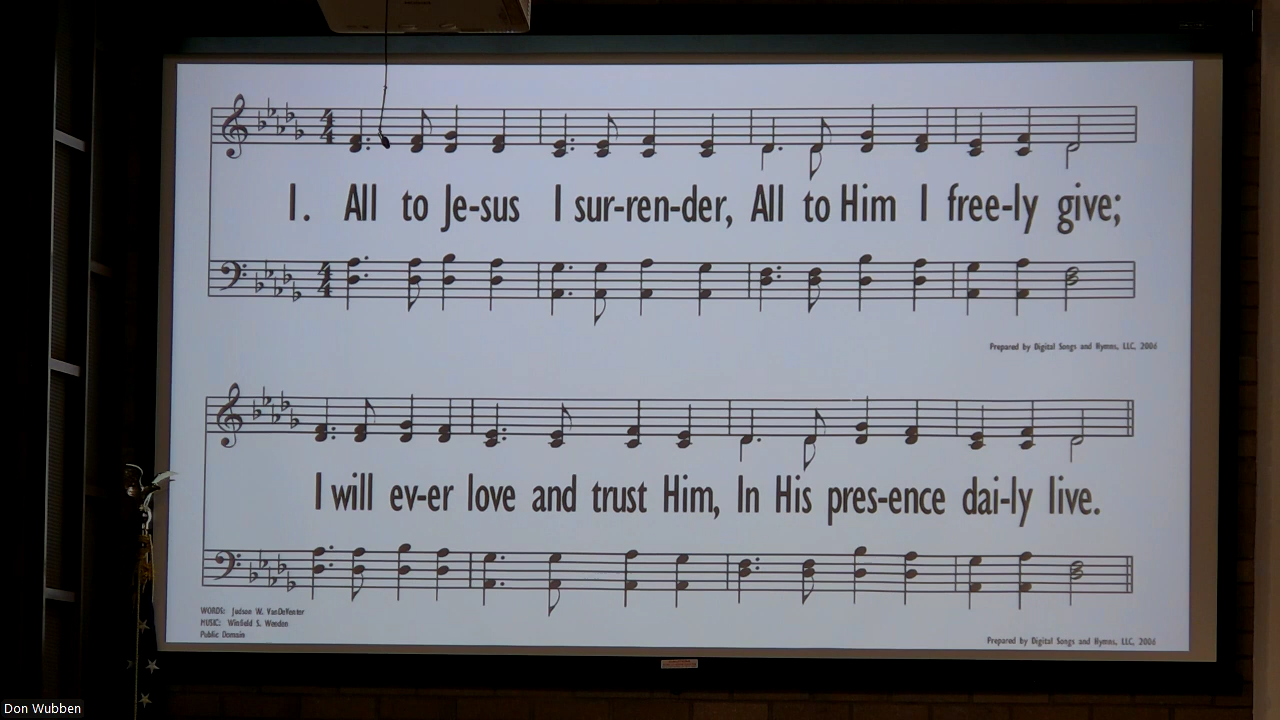 1. All to Je-sus I sur-ren-der, All to Him I free-ly give;
Prepared by Digital Songs and Hymns, LLC, 2006
I will ev-er love and trust Him, In His pres-ence dai-ly live.
WORDS: Judson W. VanDeVenter
MUSIC: Winfield S. Weeden
Public Domain
Prepared by Digital Songs and Hymns, LLC, 2006
Don Wubben